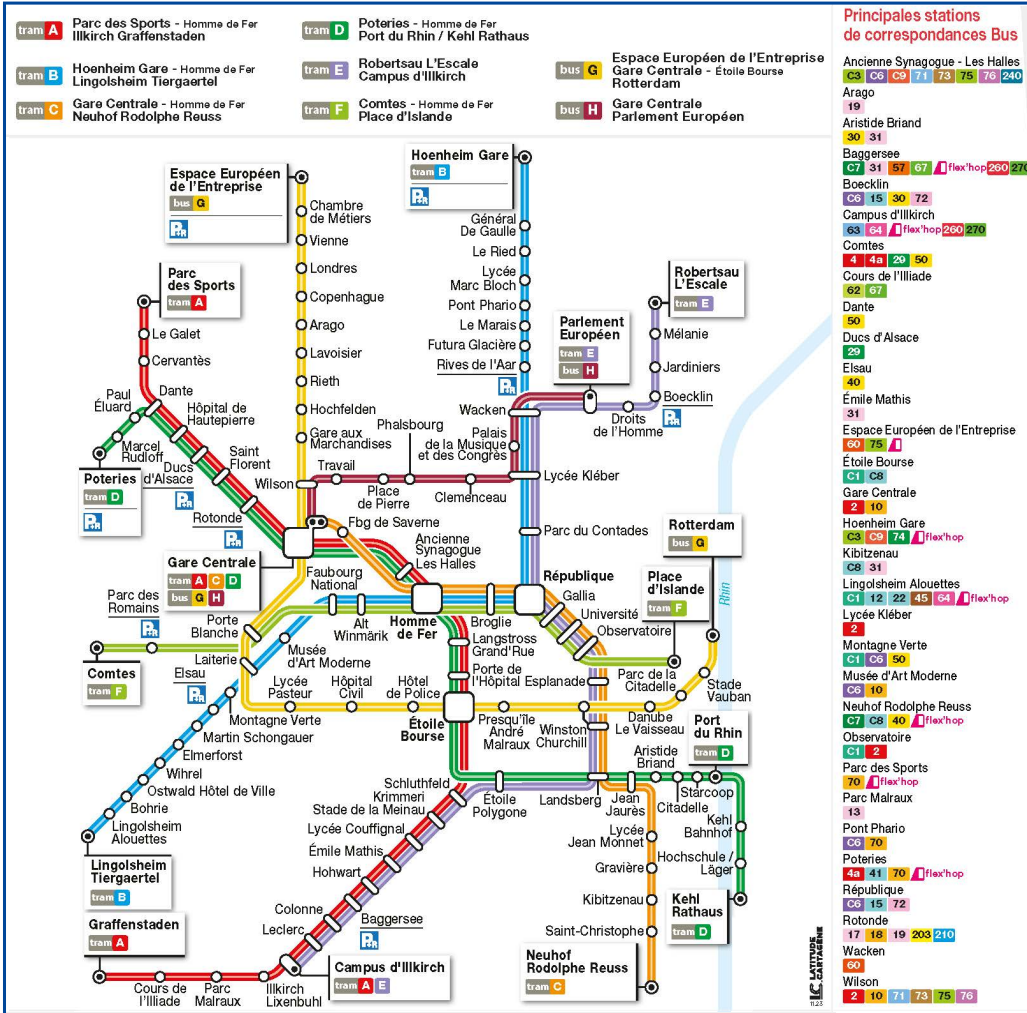 tram A Parc des Sports - Homme de Fer
Illkirch Graffenstaden
tram B Hoenheim Gare - Homme de Fer
Lingolsheim Tiergaertel
tram C Gare Centrale - Homme de Fer
Neuhof Rodolphe Reuss
tram D Poteries - Homme de Fer
Port du Rhin / Kehl Rathaus
tram E Robertsau L'Escale
Campus d'Illkirch
tram F Comtes - Homme de Fer
Place d'Islande
bus G Espace Européen de l'Entreprise
Gare Centrale - Étoile Bourse
Rotterdam
bus H Gare Centrale
Parlement Européen
Espace Européen
de l'Entreprise
bus G
P+R
Chambre
de Métiers
Vienne
Londres
Copenhague
Arago
Lavoisier
Rieth
Hochfelden
Gare aux
Marchandises
Wilson
Hoenheim Gare
tram B
P+R
Général
De Gaulle
Le Ried
Lycée
Marc Bloch
Pont Phario
Le Marais
Futura Glacière
Rives de l'Aar
P+R
Wacken
Parlement
Européen
tram E
bus H
Robertsau
L'Escale
tram E
Mélanie
Jardiniers
Boecklin
P+R
Droits
de l'Homme
Parc
des Sports
tram A
Le Galet
Cervantès
Dante
Paul
Éluard
Marcel
Rudloff
Poteries
tram D
P+R
Hôpital de
Hautepierre
Ducs
d'Alsace
P+R
Saint
Florent
Rotonde
P+R
Phalsbourg
Travail
Place
de Pierre
Clemenceau
Palais
de la Musique
et des Congrès
Lycée Kléber
Parc du Contades
Fbg de Saverne
Ancienne
Synagogue
Les Halles
Gare Centrale
tram A C D
bus G H
Faubourg
National
Alt
Winmärik
Homme
de Fer
Broglie
République
Gallia
Université
Observatoire
Place
d'Islande
tram F
Rotterdam
bus G
Rhin
Parc des
Romains
P+R
Porte
Blanche
Comtes
tram F
Laiterie
Musée
d'Art Moderne
Elsau
P+R
Montagne Verte
Martin Schongauer
Elmerforst
Wihrel
Ostwald Hôtel de Ville
Bohrie
Lingolsheim
Alouettes
Lingolsheim
Tiergaertel
tram B
Lycée
Pasteur
Hôpital
Civil
Hôtel
de Police
Étoile
Bourse
Langstross
Grand'Rue
Porte de
l'Hôpital
Presqu'île
André
Malraux
Esplanade
Winston
Churchill
Parc de la
Citadelle
Danube
Le Vaisseau
Stade
Vauban
Port
du Rhin
tram D
Aristide
Briand
Citadelle
Starcoop
Kehl
Bahnhof
Hochschule /
Läger
Kehl
Rathaus
tram D
Landsberg
Jean
Jaurès
Lycée
Jean Monnet
Gravière
Kibitzenau
Saint-Christophe
Neuhof
Rodolphe Reuss
tram C
Étoile
Polygone
Schluthfeld
Krimmeri
Stade de la Meinau
Lycée Couffignal
Émile Mathis
Hohwart
Colonne
Leclerc
Baggersee
P+R
Campus d'Illkirch
tram A E
Illkirch
Lixenbuhl
Parc
Malraux
Cours de
l'Illiade
Graffenstaden
tram A
LATITUDE
CARTAGÈNE
11.23
Principales stations
de correspondances Bus
Ancienne Synagogue - Les Halles
C3 C6 C9 71 73 75 76 240
Arago
19
Aristide Briand
30 31
Baggersee
C7 31 57 67 flex'hop 260 270
Boecklin
C6 15 30 72
Campus d'Illkirch
63 64 flex'hop 260 270
Comtes
4 4a 29 50
Cours de l'Illiade
62 67
Dante
50
Ducs d'Alsace
29
Elsau
40
Émile Mathis
31
Espace Européen de l'Entreprise
60 75
Étoile Bourse
C1 C8
Gare Centrale
2 10
Hoenheim Gare
C3 C9 74 flex'hop
Kibitzenau
C8 31
Lingolsheim Alouettes
C1 12 22 45 64 flex'hop
Lycée Kléber
2
Montagne Verte
C1 C6 50
Musée d'Art Moderne
C6 10
Neuhof Rodolphe Reuss
C7 C8 40 flex'hop
Observatoire
C1 2
Parc des Sports
70 flex'hop
Parc Malraux
13
Pont Phario
C6 70
Poteries
4a 41 70 flex'hop
République
C6 15 72
Rotonde
17 18 19 203 210
Wacken
60
Wilson
2 10 71 73 75 76